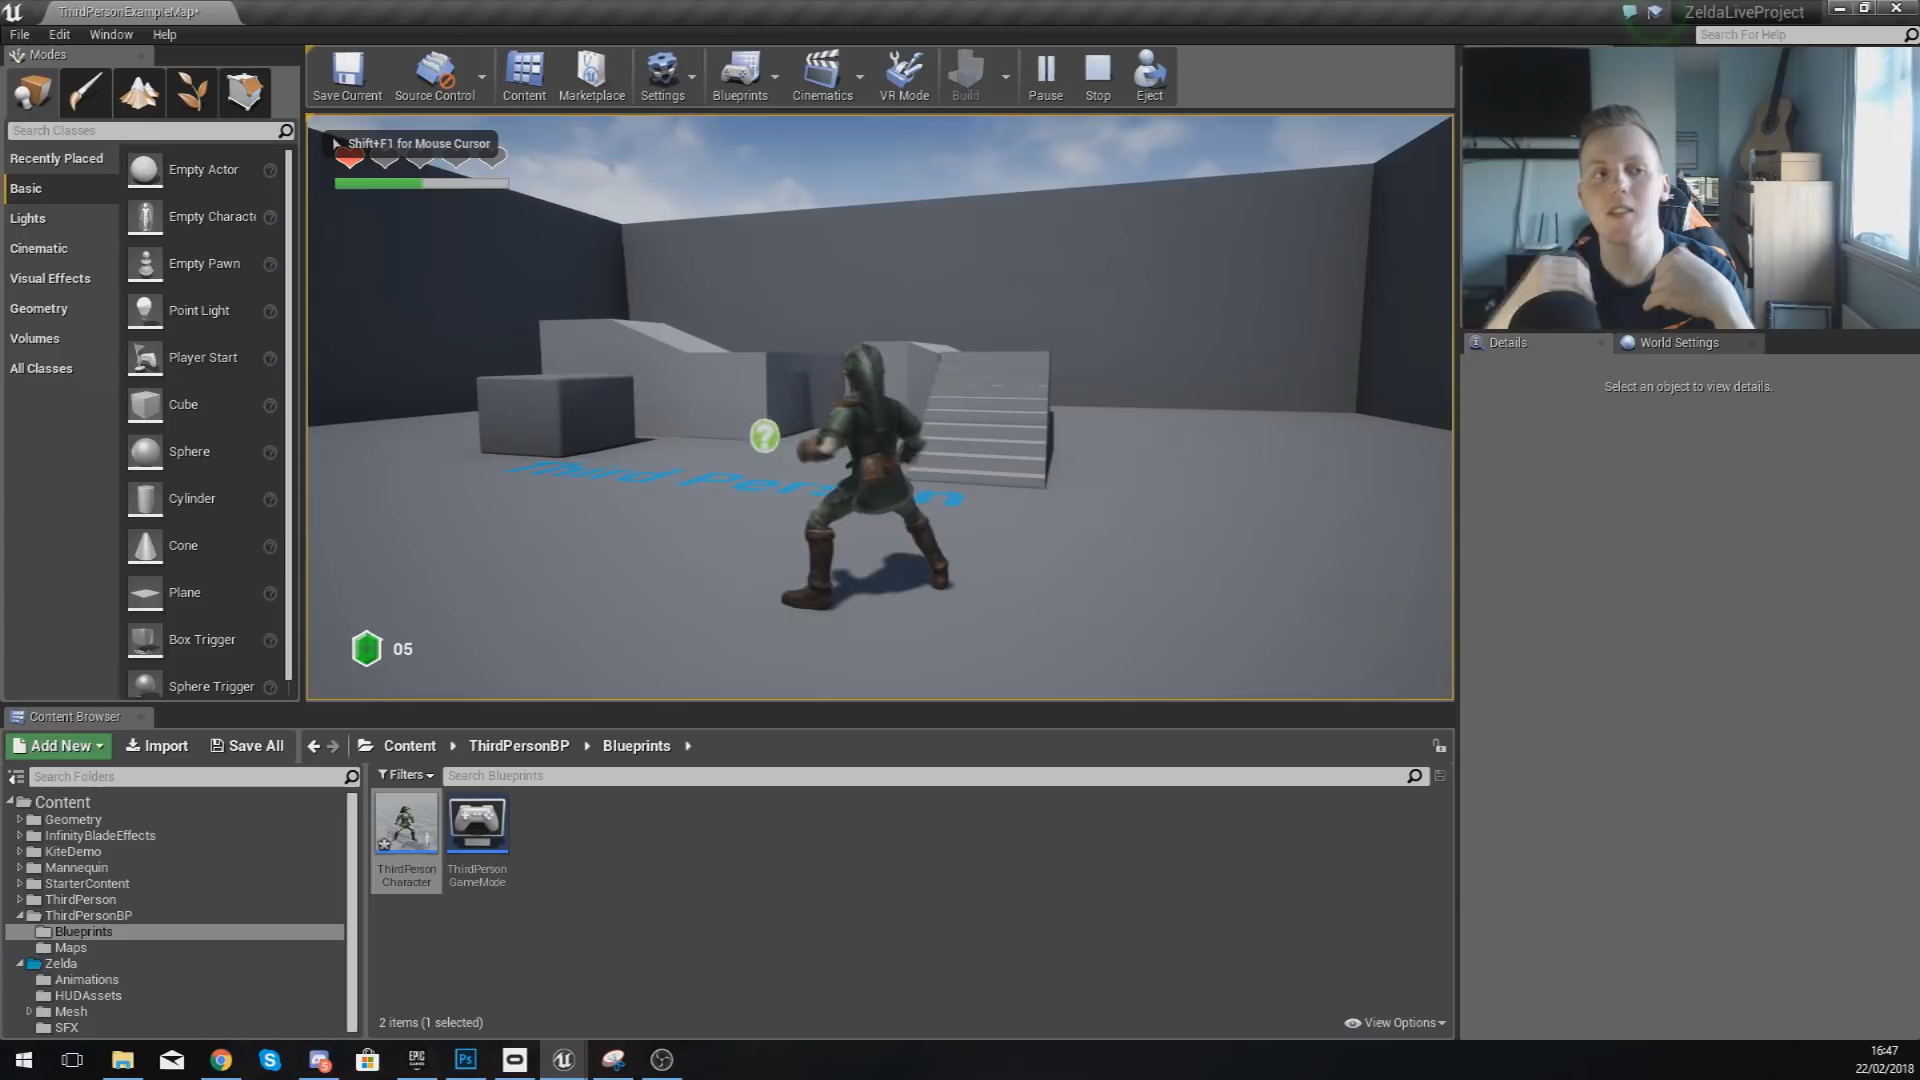 ThirdPersonExampleMap*
ZeldaLiveProject
File
Edit
Window
Help
Search For Help
Modes
Save Current
Source Control
Content
Marketplace
Settings
Blueprints
Cinematics
VR Mode
Build
Pause
Stop
Eject
Search Classes
Recently Placed
Basic
Lights
Cinematic
Visual Effects
Geometry
Volumes
All Classes
Empty Actor
Empty Characte
Empty Pawn
Point Light
Player Start
Cube
Sphere
Cylinder
Cone
Plane
Box Trigger
Sphere Trigger
Shift+F1 for Mouse Cursor
?
Third Person
05
Details
World Settings
Select an object to view details.
Content Browser
Add New
Import
Save All
Content
ThirdPersonBP
Blueprints
Search Folders
Filters
Search Blueprints
Content
Geometry
InfinityBladeEffects
KiteDemo
Mannequin
StarterContent
ThirdPerson
ThirdPersonBP
Blueprints
Maps
Zelda
Animations
HUDAssets
Mesh
SFX
ThirdPerson
Character
ThirdPerson
GameMode
2 items (1 selected)
View Options
EPIC
GAMES
Ps
16:47
22/02/2018